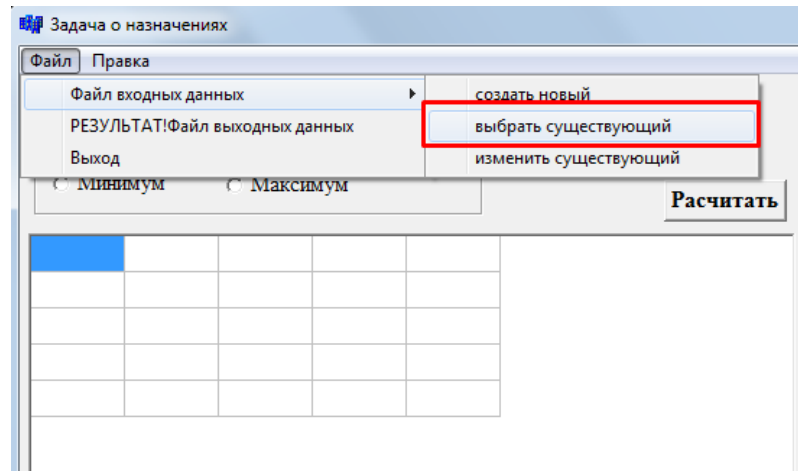 Задача о назначениях
Файл Правка
Файл входных данных
РЕЗУЛЬТАТ!Файл выходных данных
Выход
создать новый
выбрать существующий
изменить существующий
Минимум Максимум
Расчитать